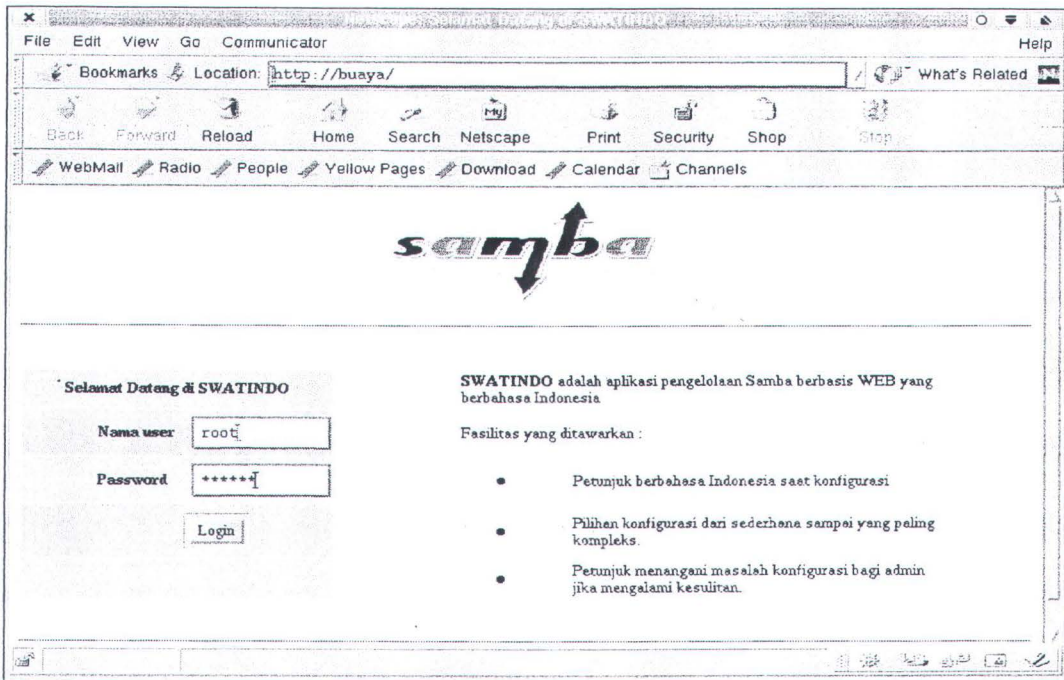 File Edit View Go Communicator Help
Bookmarks Location: http://buaya/ What's Related
Back Forward Reload Home Search Netscape Print Security Shop Stop
WebMail Radio People Yellow Pages Download Calendar Channels
samba
Selamat Datang di SWATINDO
Nama user root
Password ******
Login
SWATINDO adalah aplikasi pengelolaan Samba berbasis WEB yang
berbahasa Indonesia
Fasilitas yang ditawarkan :
• Petunjuk berbahasa Indonesia saat konfigurasi
• Pilihan konfigurasi dari sederhana sampai yang paling
kompleks.
• Petunjuk menangani masalah konfigurasi bagi admin
jika mengalami kesulitan.